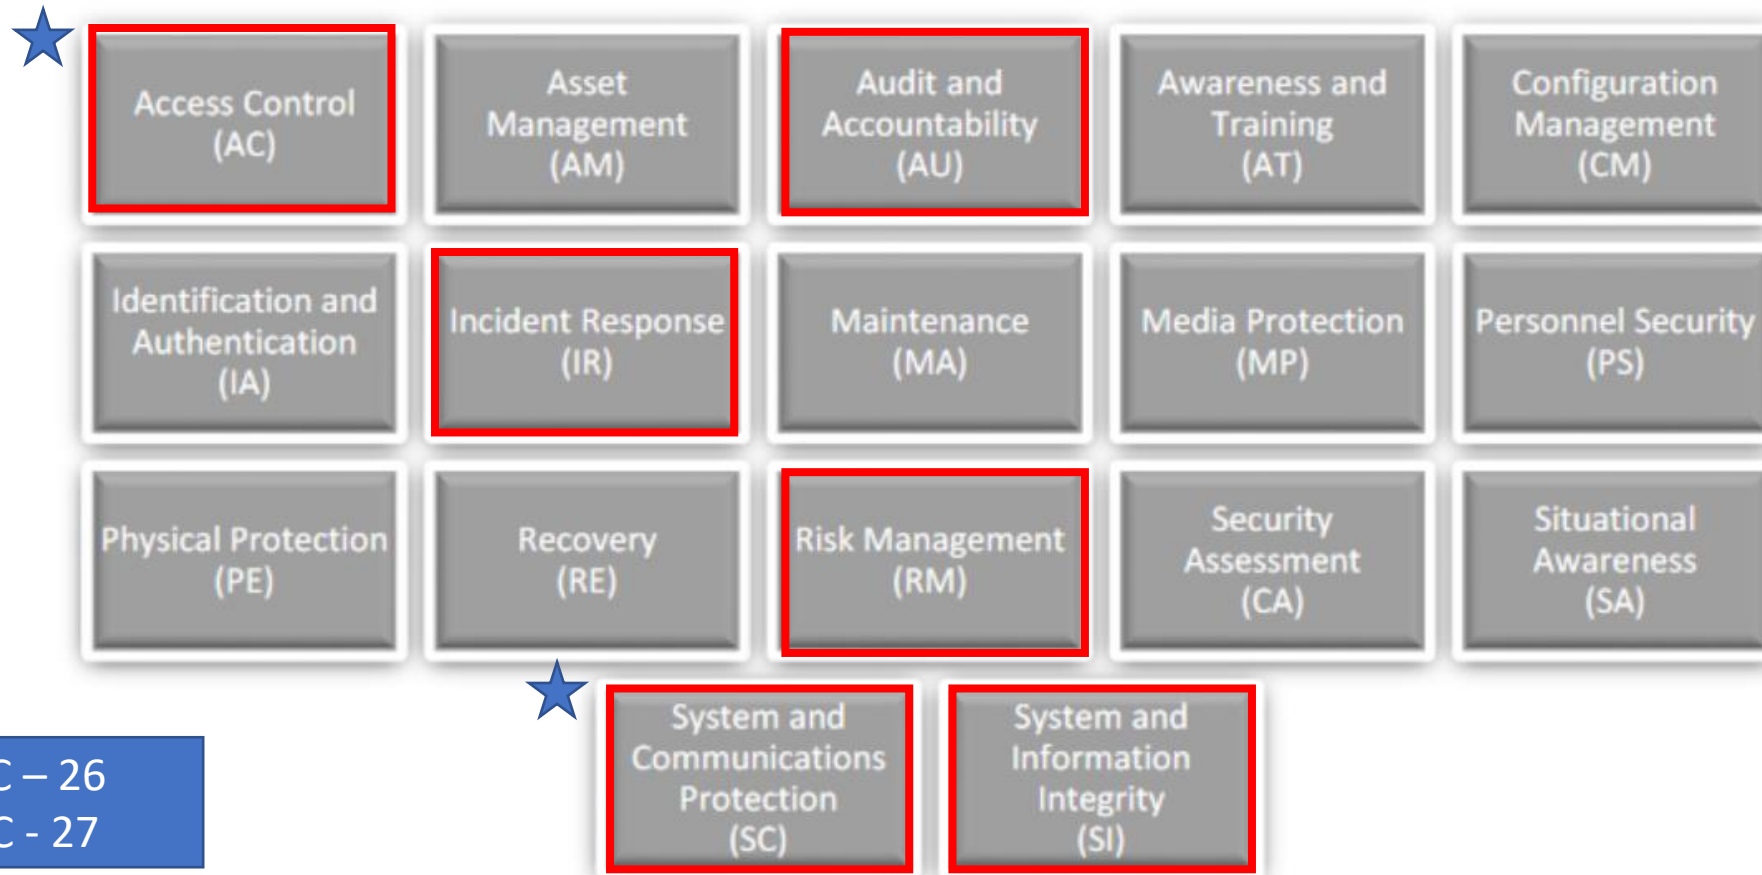 Access Control
(AC)
Asset
Management
(AM)
Audit and
Accountability
(AU)
Awareness and
Training
(AT)
Configuration
Management
(CM)
Identification and
Authentication
(IA)
Incident Response
(IR)
Maintenance
(MA)
Media Protection
(MP)
Personnel Security
(PS)
Physical Protection
(PE)
Recovery
(RE)
Risk Management
(RM)
Security
Assessment
(CA)
Situational
Awareness
(SA)
System and
Communications
Protection
(SC)
System and
Information
Integrity
(SI)
C – 26
C - 27